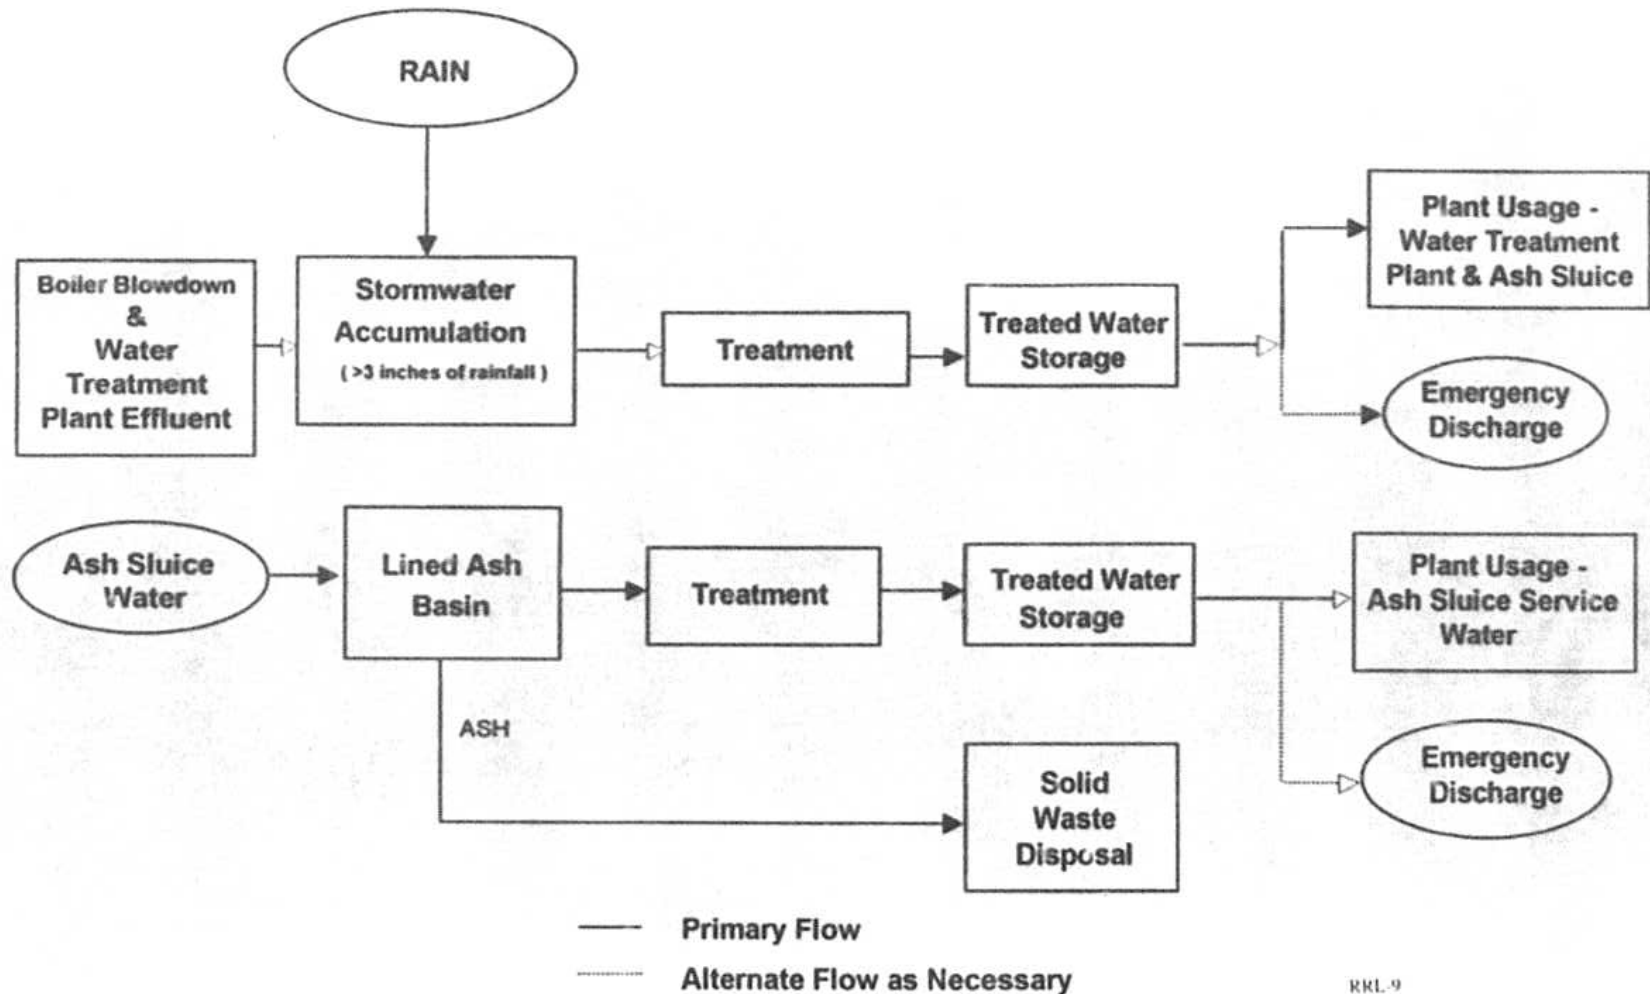 RAIN
Boiler Blowdown
&
Water
Treatment
Plant Effluent
Stormwater
Accumulation
( >3 inches of rainfall )
Treatment
Treated Water
Storage
Plant Usage -
Water Treatment
Plant & Ash Sluice
Emergency
Discharge
Ash Sluice
Water
Lined Ash
Basin
Treatment
Treated Water
Storage
Plant Usage -
Ash Sluice Service
Water
ASH
Solid
Waste
Disposal
Emergency
Discharge
Primary Flow
Alternate Flow as Necessary
RRL-9